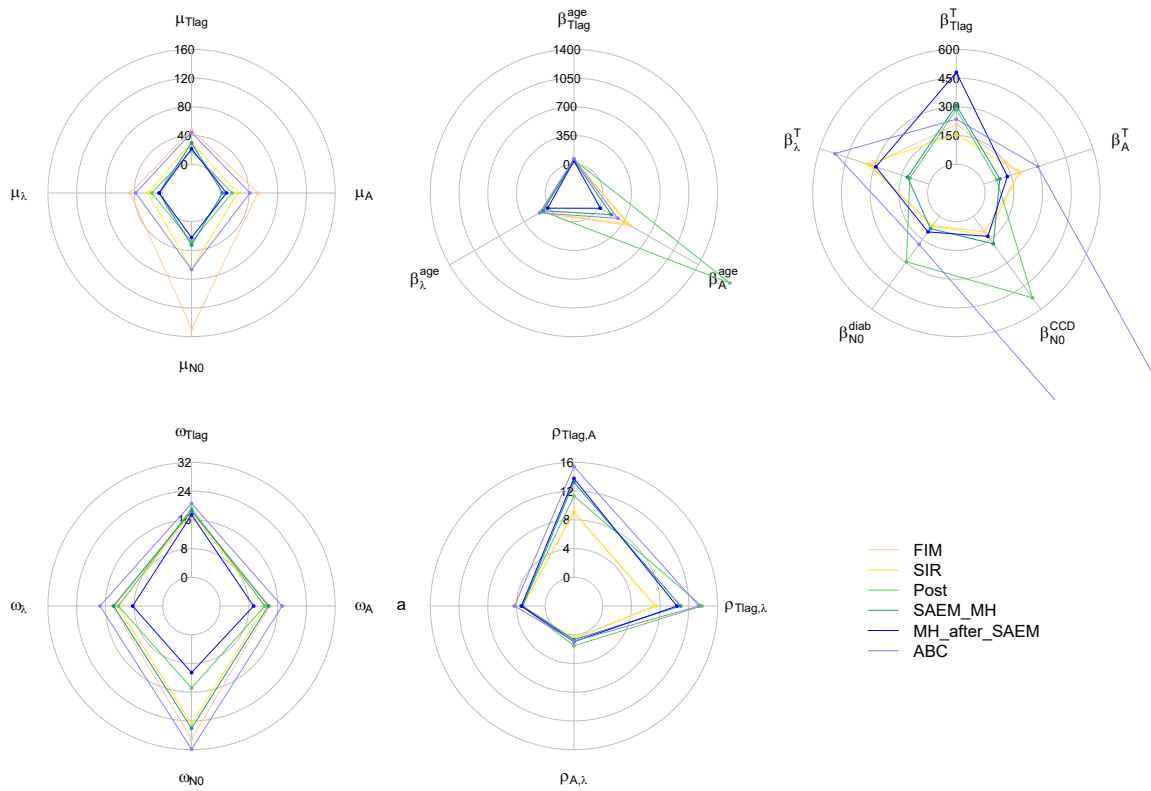 μTlag
160
120
80
40
0
μλ
μA
μN0
β^age_Tlag
1400
1050
700
350
0
β^age_λ
β^age_A
β^T_Tlag
600
450
300
150
0
β^T_λ
β^T_A
β^diab_N0
β^CCD_N0
ωTlag
32
24
16
8
0
ωλ
ωA
ωN0
ρTlag,A
16
12
8
4
0
a
ρTlag,λ
ρA,λ
FIM
SIR
Post
SAEM_MH
MH_after_SAEM
ABC